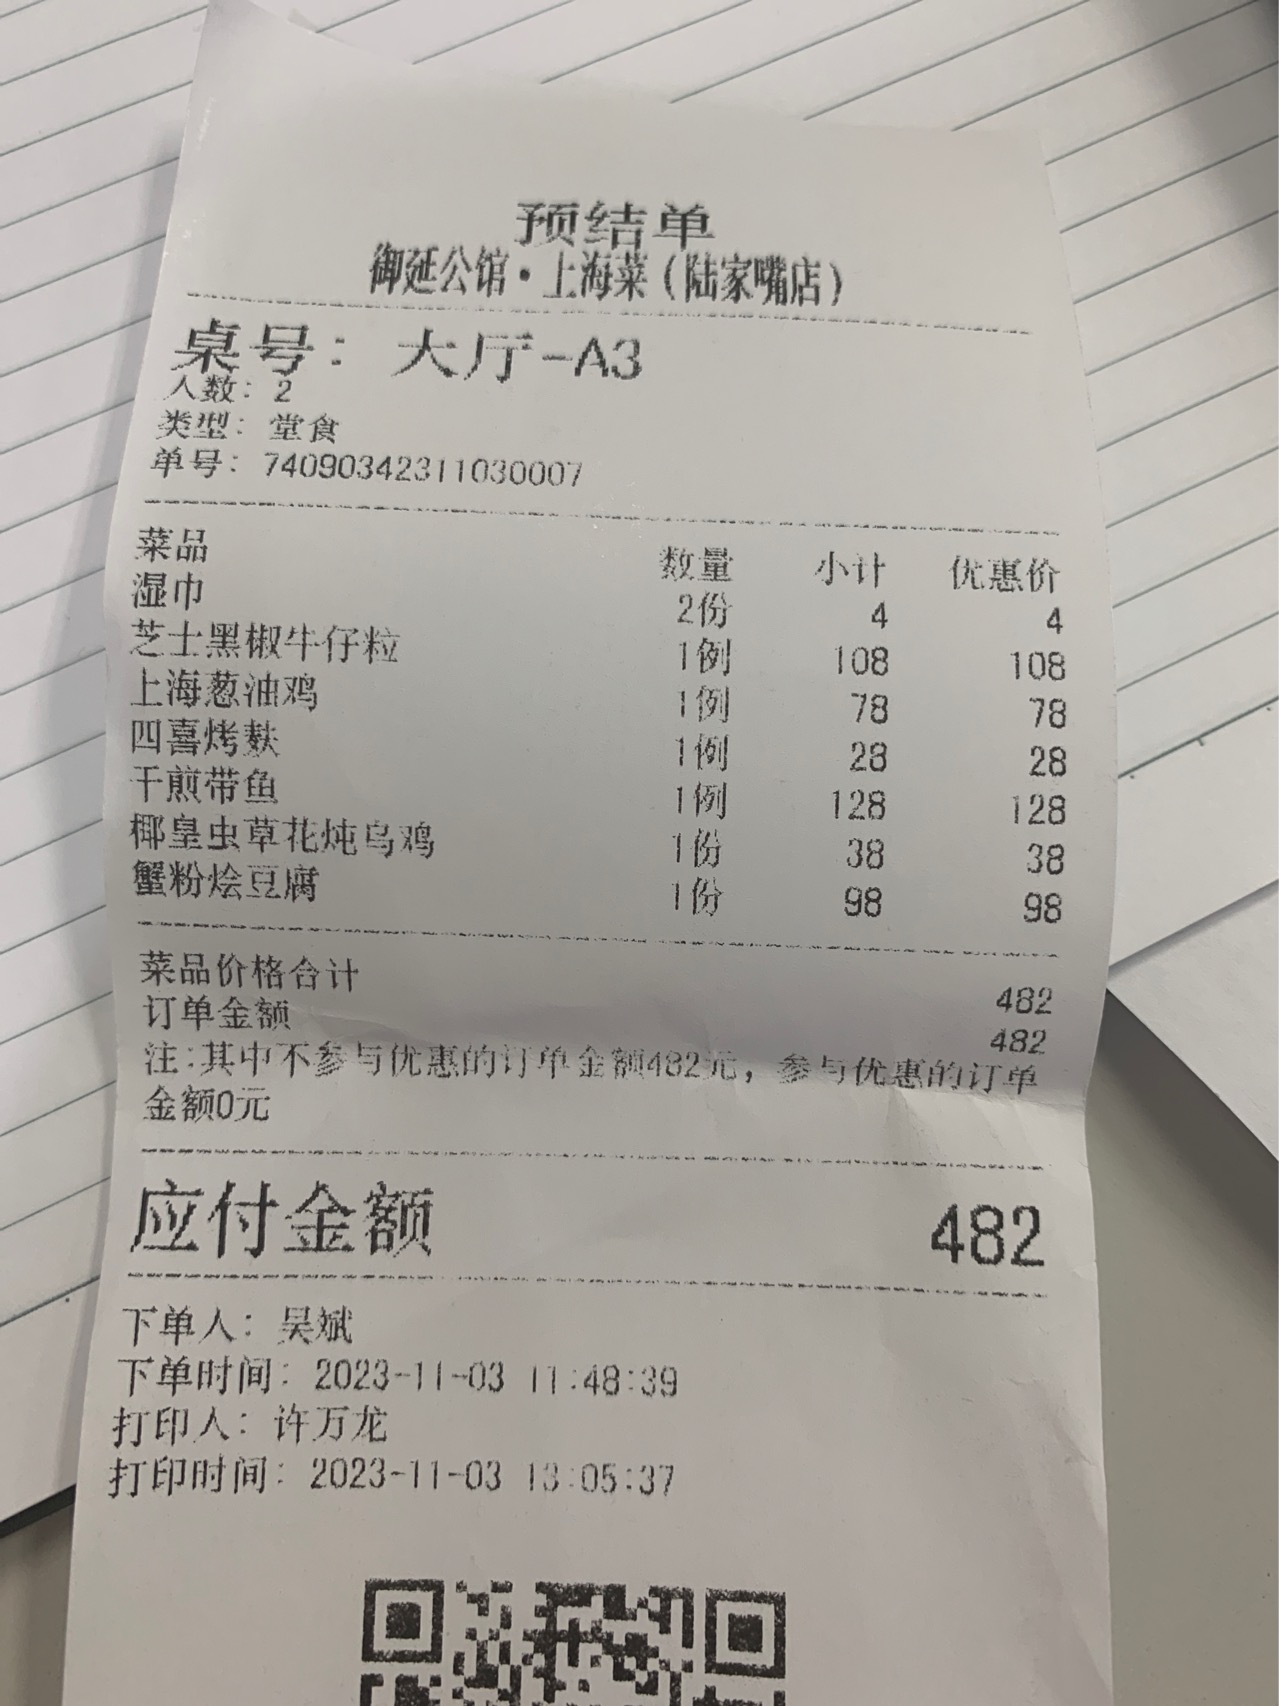 预结单
御延公馆·上海菜(陆家嘴店)
桌号: 大厅-A3
人数: 2
类型: 堂食
单号: 74090342311030007
菜品 数量 小计 优惠价
湿巾 2份 4 4
芝士黑椒牛仔粒 1例 108 108
上海葱油鸡 1例 78 78
四喜烤麸 1例 28 28
干煎带鱼 1例 128 128
椰皇虫草花炖乌鸡 1份 38 38
蟹粉烩豆腐 1份 98 98
菜品价格合计 482
订单金额 482
注:其中不参与优惠的订单金额482元, 参与优惠的订单
金额0元
应付金额 482
下单人: 吴斌
下单时间: 2023-11-03 11:48:39
打印人: 许万龙
打印时间: 2023-11-03 13:05:37